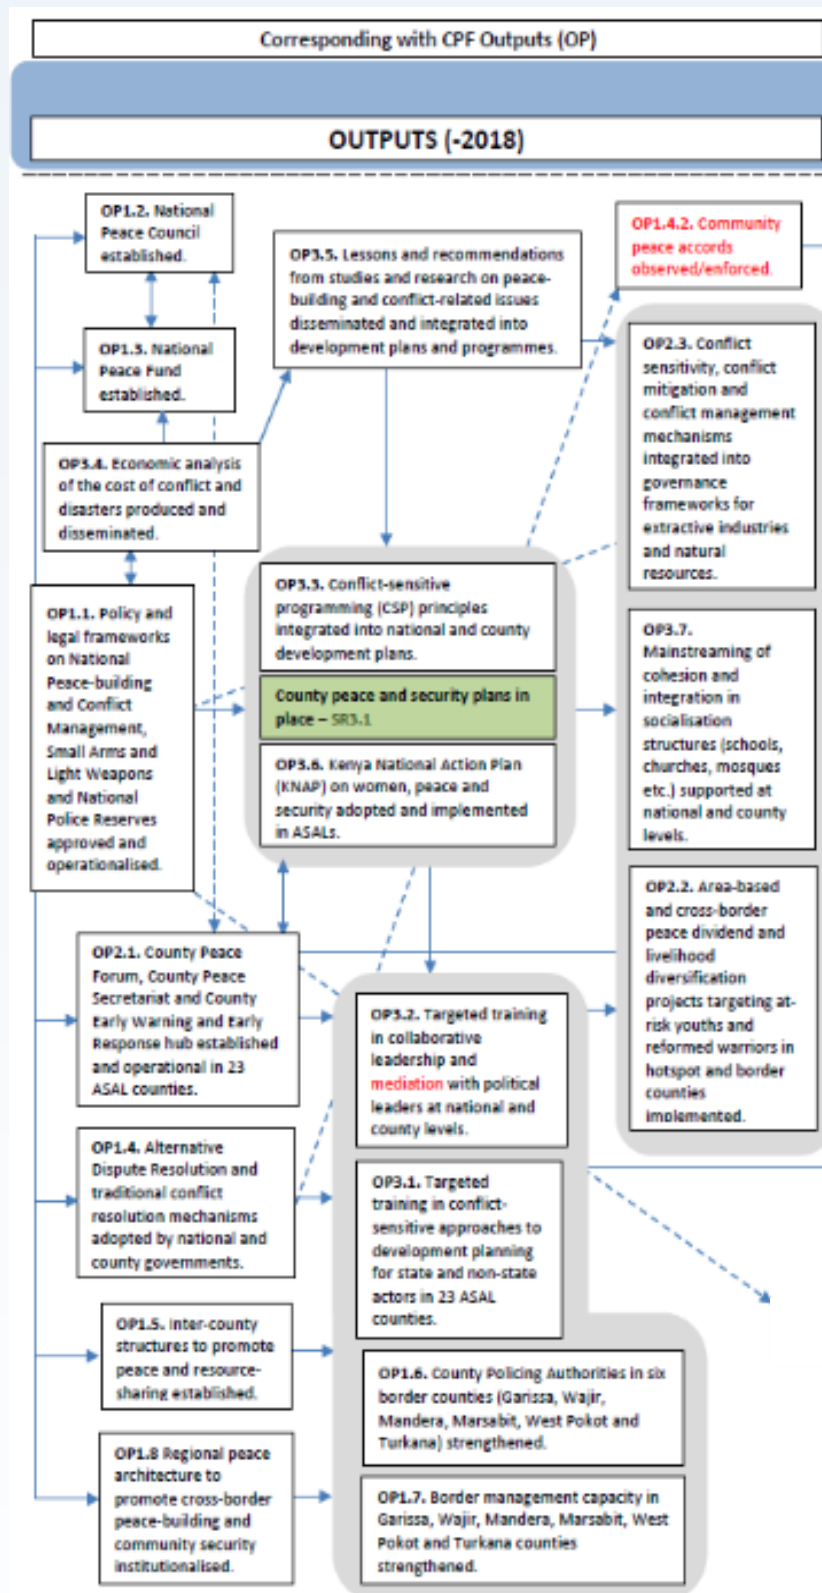 Corresponding with CPF Outputs (OP)
OUTPUTS (-2018)
OP1.2. National
Peace Council
established.
OP3.5. Lessons and recommendations
from studies and research on peace-
building and conflict-related issues
disseminated and integrated into
development plans and programmes.
OP1.4.2. Community
peace accords
observed/enforced.
OP1.3. National
Peace Fund
established.
OP2.3. Conflict
sensitivity, conflict
mitigation and
conflict management
mechanisms
integrated into
governance
frameworks for
extractive industries
and natural
resources.
OP3.4. Economic analysis
of the cost of conflict and
disasters produced and
disseminated.
OP1.1. Policy and
legal frameworks
on National
Peace-building
and Conflict
Management,
Small Arms and
Light Weapons
and National
Police Reserves
approved and
operationalised.
OP3.3. Conflict-sensitive
programming (CSP) principles
integrated into national and county
development plans.
County peace and security plans in
place – SR3.1
OP3.6. Kenya National Action Plan
(KNAP) on women, peace and
security adopted and implemented
in ASALs.
OP3.7.
Mainstreaming of
cohesion and
integration in
socialisation
structures (schools,
churches, mosques
etc.) supported at
national and county
levels.
OP2.2. Area-based
and cross-border
peace dividend and
livelihood
diversification
projects targeting at-
risk youths and
reformed warriors in
hotspot and border
counties
implemented.
OP2.1. County Peace
Forum, County Peace
Secretariat and County
Early Warning and Early
Response hub established
and operational in 23
ASAL counties.
OP3.2. Targeted training
in collaborative
leadership and
mediation with political
leaders at national and
county levels.
OP1.4. Alternative
Dispute Resolution and
traditional conflict
resolution mechanisms
adopted by national and
county governments.
OP3.1. Targeted
training in conflict-
sensitive approaches to
development planning
for state and non-state
actors in 23 ASAL
counties.
OP1.5. Inter-county
structures to promote
peace and resource-
sharing established.
OP1.6. County Policing Authorities in six
border counties (Garissa, Wajir,
Mandera, Marsabit, West Pokot and
Turkana) strengthened.
OP1.8 Regional peace
architecture to
promote cross-border
peace-building and
community security
institutionalised.
OP1.7. Border management capacity in
Garissa, Wajir, Mandera, Marsabit, West
Pokot and Turkana counties
strengthened.